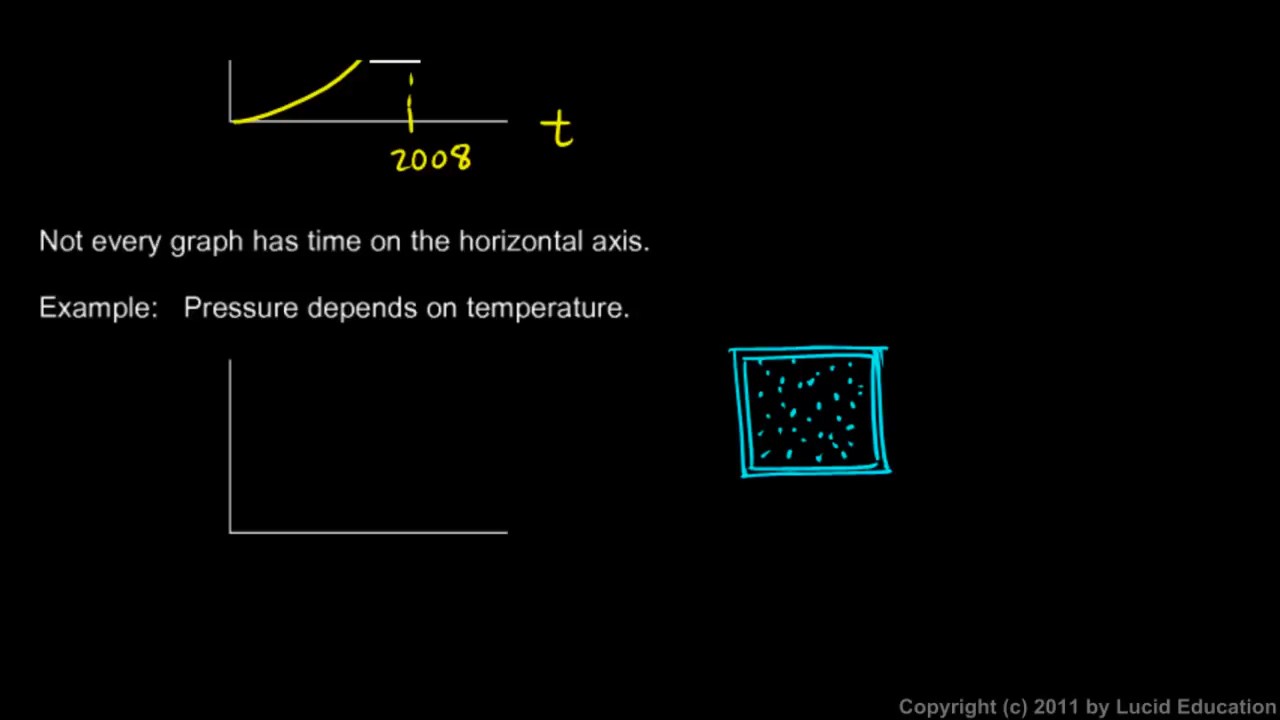 t
2008
Not every graph has time on the horizontal axis.
Example: Pressure depends on temperature.
Copyright (c) 2011 by Lucid Education